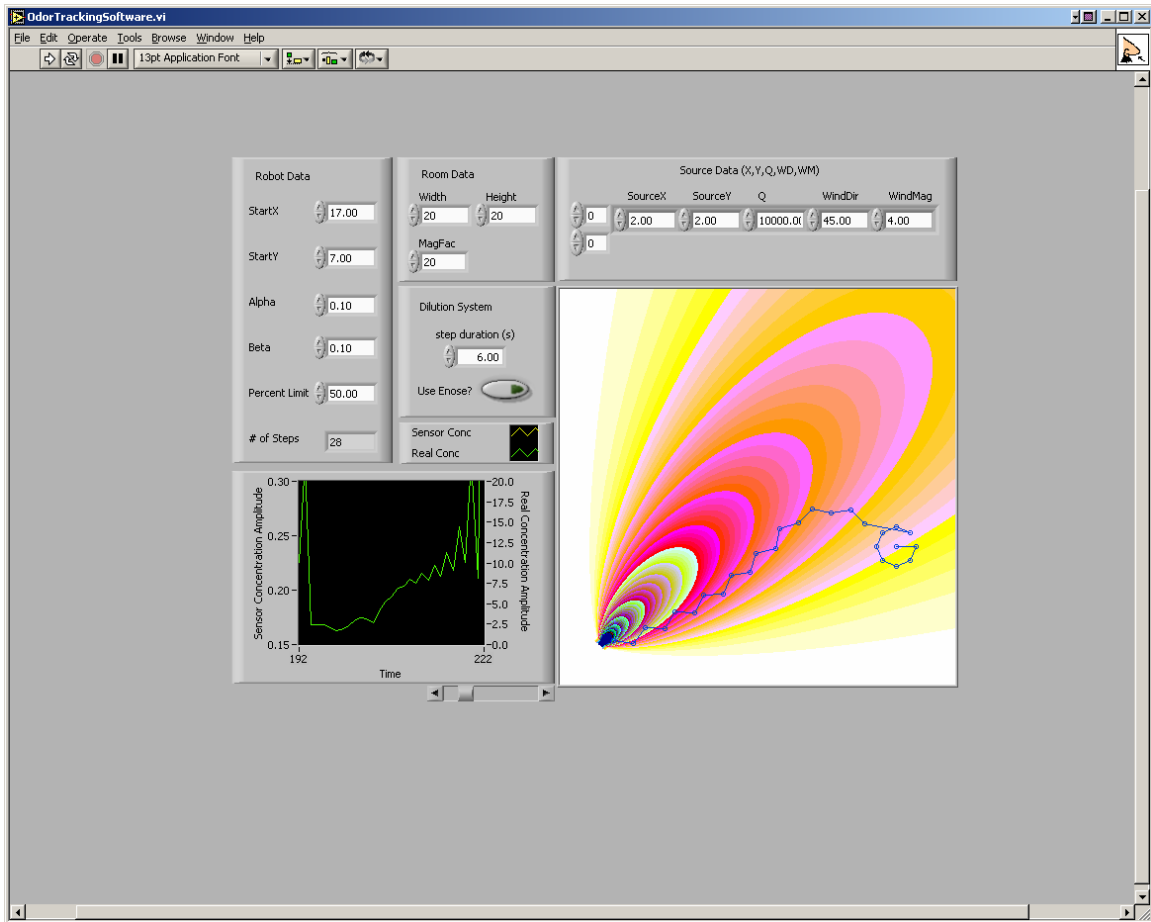 OdorTrackingSoftware.vi
File Edit Operate Tools Browse Window Help
13pt Application Font
Robot Data
StartX 17.00
StartY 7.00
Alpha 0.10
Beta 0.10
Percent Limit 50.00
# of Steps 28
Room Data
Width Height
20 20
MagFac
20
Source Data (X,Y,Q,WD,WM)
SourceX SourceY Q WindDir WindMag
0 2.00 2.00 10000.0( 45.00 4.00
0
Dilution System
step duration (s)
6.00
Use Enose?
Sensor Conc
Real Conc
Sensor Concentration Amplitude
0.30
0.25
0.20
0.15
20.0
17.5
15.0
12.5
10.0
7.5
5.0
2.5
0.0
Real Concentration Amplitude
192 222
Time